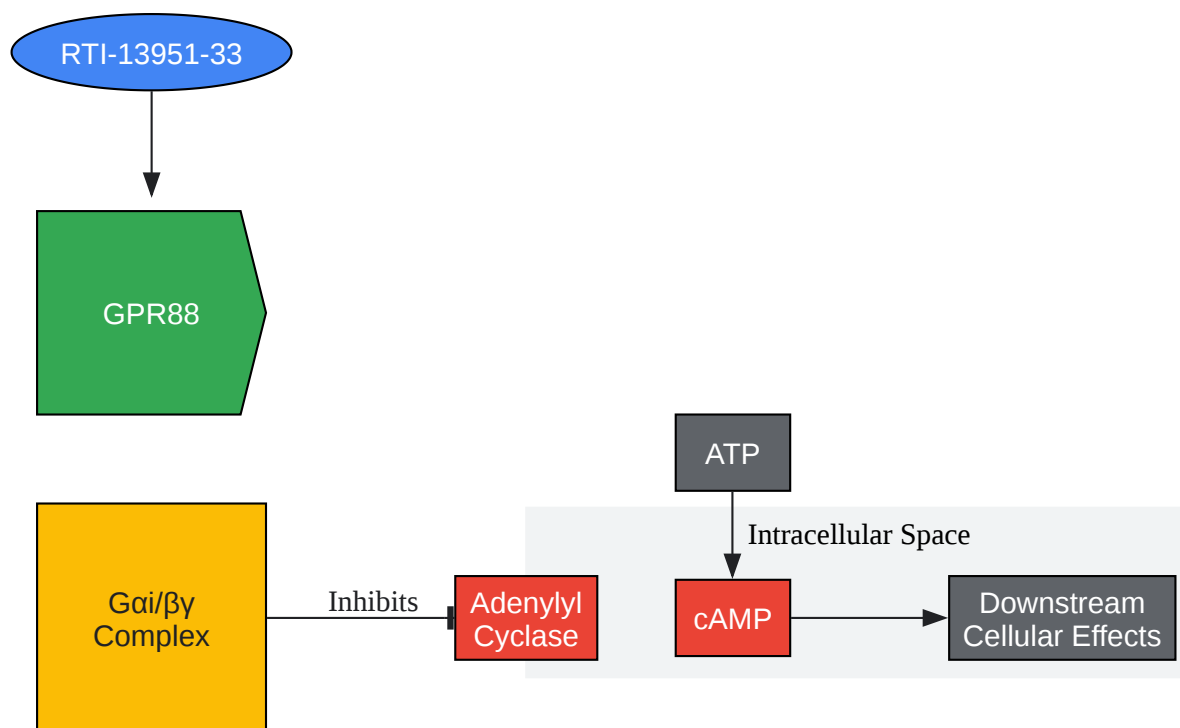 RTI-13951-33
GPR88
ATP
Intracellular Space
Gαi/βγ
Complex
Inhibits
Adenylyl
Cyclase
cAMP
Downstream
Cellular Effects